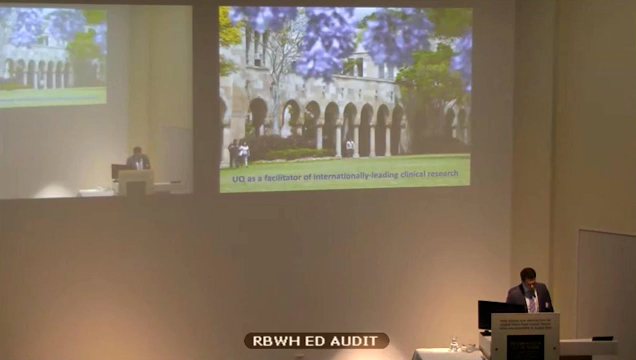 UQ as a facilitator of internationally-leading clinical research
RBWH ED AUDIT